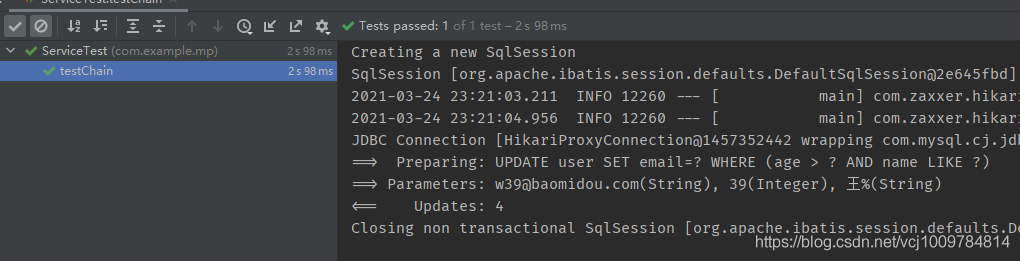 ServiceTest.testChain
Tests passed: 1 of 1 test – 2 s 98 ms
ServiceTest (com.example.mp) 2 s 98 ms
testChain 2 s 98 ms
Creating a new SqlSession
SqlSession [org.apache.ibatis.session.defaults.DefaultSqlSession@2e645fbd]
2021-03-24 23:21:03.211  INFO 12260 --- [           main] com.zaxxer.hikari
2021-03-24 23:21:04.956  INFO 12260 --- [           main] com.zaxxer.hikari
JDBC Connection [HikariProxyConnection@1457352442 wrapping com.mysql.cj.jdb
==>  Preparing: UPDATE user SET email=? WHERE (age > ? AND name LIKE ?)
==> Parameters: w39@baomidou.com(String), 39(Integer), 王%(String)
<==    Updates: 4
Closing non transactional SqlSession [org.apache.ibatis.session.defaults.De
https://blog.csdn.net/vcj1009784814